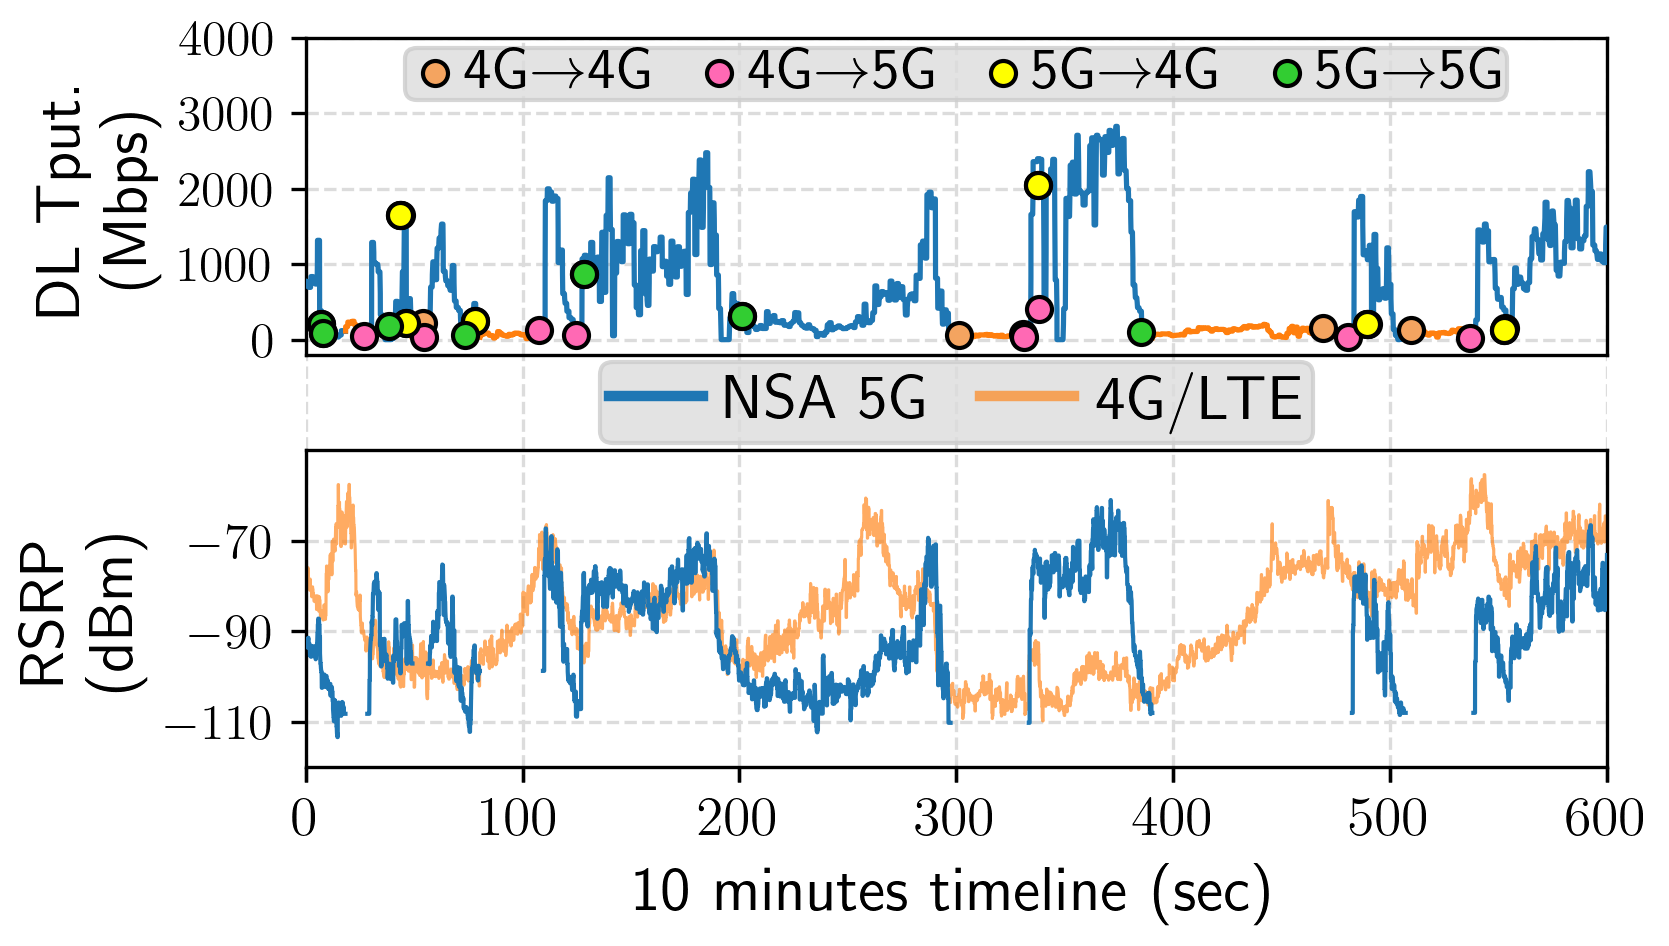 4000
3000
2000
1000
0
DL Tput.
(Mbps)
4G→4G 4G→5G 5G→4G 5G→5G
NSA 5G 4G/LTE
−70
−90
−110
RSRP
(dBm)
0 100 200 300 400 500 600
10 minutes timeline (sec)